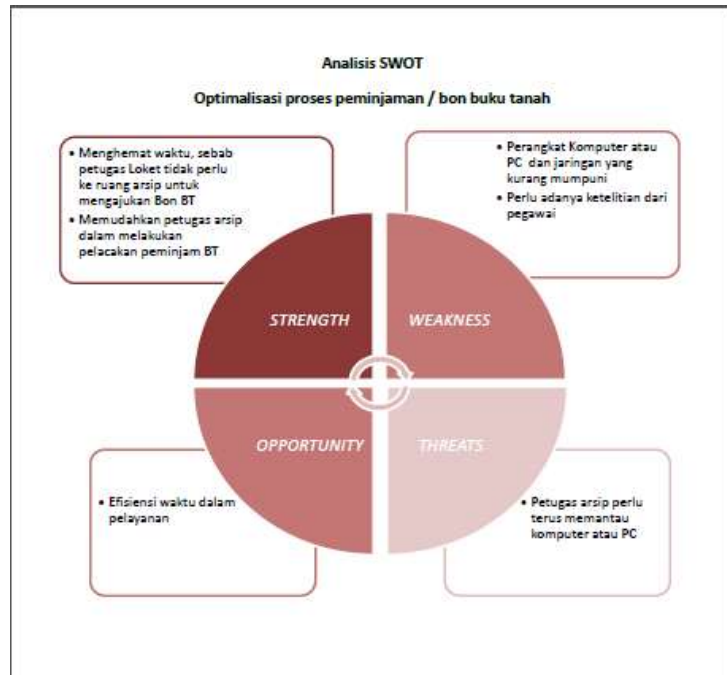 Analisis SWOT
Optimalisasi proses peminjaman / bon buku tanah
• Menghemat waktu, sebab
petugas Loket tidak perlu
ke ruang arsip untuk
mengajukan Bon BT
• Memudahkan petugas arsip
dalam melakukan
pelacakan peminjam BT
• Perangkat Komputer atau
PC dan jaringan yang
kurang mumpuni
• Perlu adanya ketelitian dari
pegawai
STRENGTH
WEAKNESS
OPPORTUNITY
THREATS
• Efisiensi waktu dalam
pelayanan
• Petugas arsip perlu
terus memantau
komputer atau PC